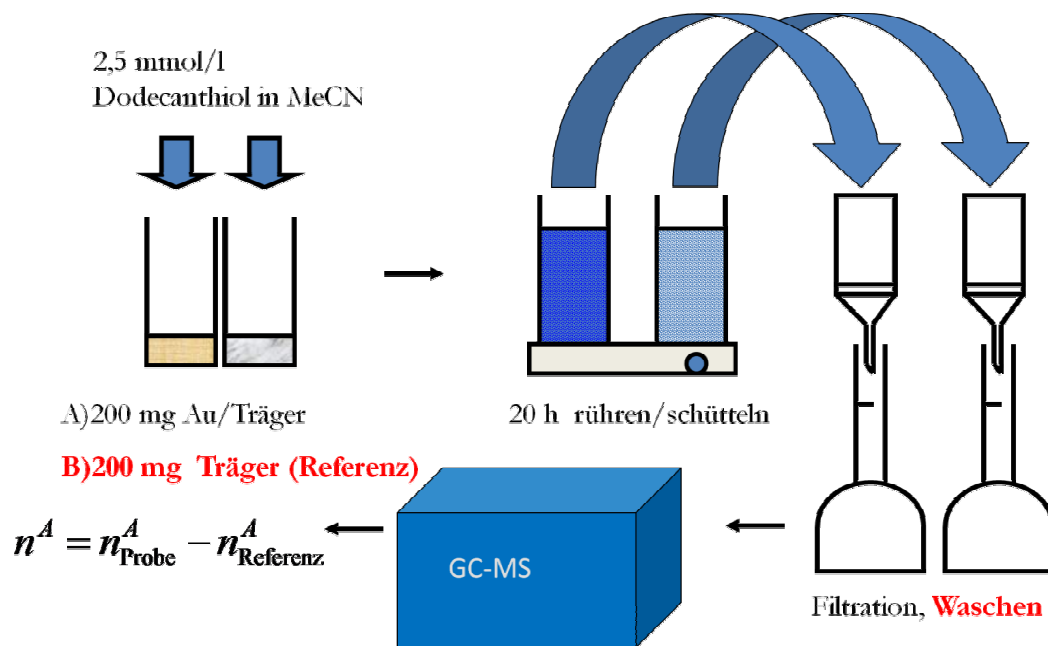 2,5 mmol/l
Dodecanthiol in MeCN
A)200 mg Au/Träger
B)200 mg Träger (Referenz)
20 h rühren/schütteln
Filtration, Waschen
GC-MS
n^A = n^A_Probe − n^A_Referenz